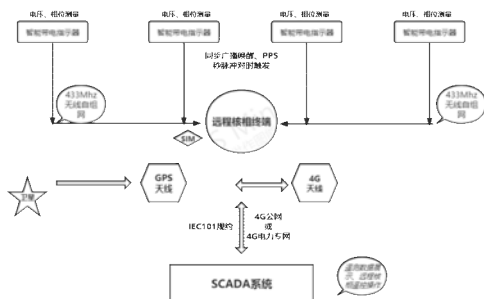 电压、相位测量
电压、相位测量
电压、相位测量
电压、相位测量
智能带电指示器
智能带电指示器
智能带电指示器
智能带电指示器
同步广播唤醒、PPS
秒脉冲对时触发
433Mhz
无线自组
网
433Mhz
无线自组
网
远程核相终端
SIM
GPS
天线
4G
天线
卫星
IEC101规约
4G公网
或
4G电力专网
SCADA系统